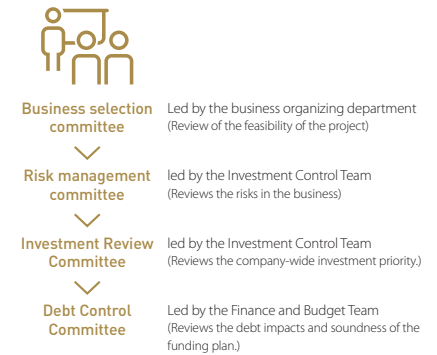 Business selection committee
Led by the business organizing department
(Review of the feasibility of the project)
Risk management committee
led by the Investment Control Team
(Reviews the risks in the business)
Investment Review Committee
led by the Investment Control Team
(Reviews the company-wide investment priority.)
Debt Control Committee
Led by the Finance and Budget Team
(Reviews the debt impacts and soundness of the
funding plan.)